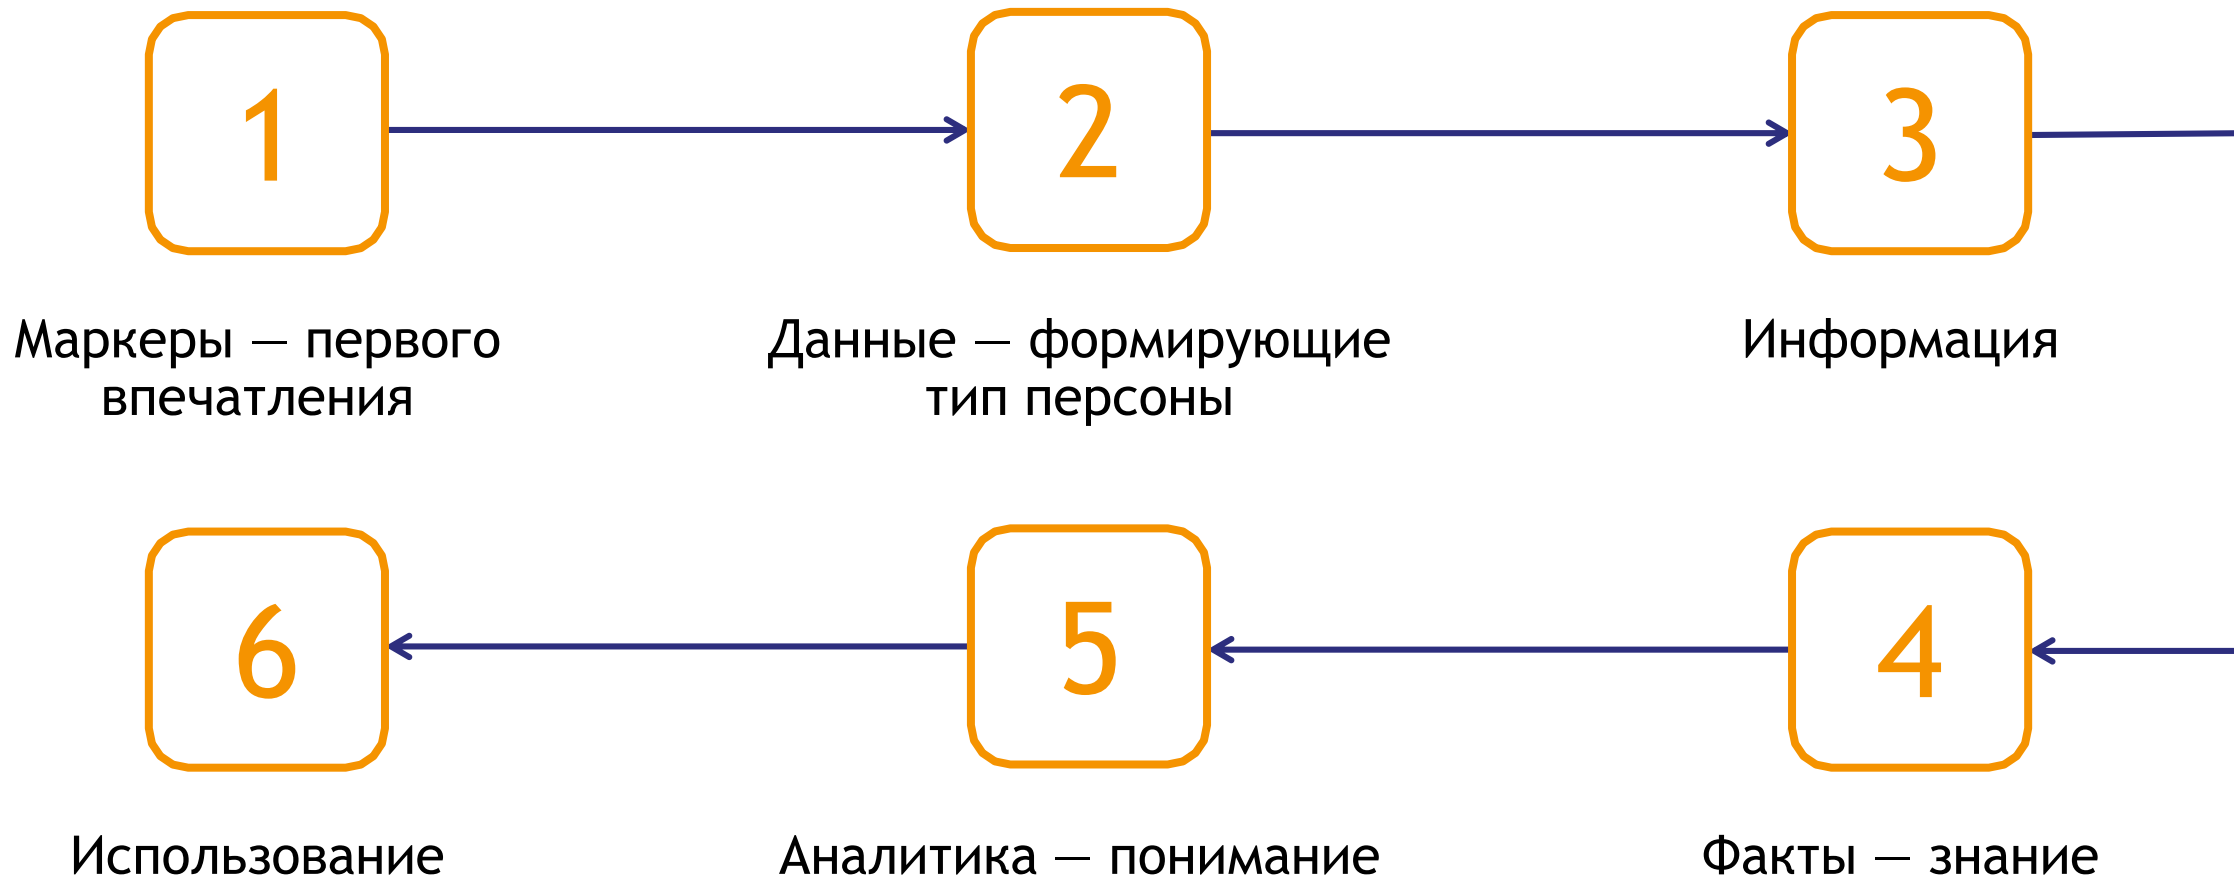 1
2
3
Маркеры — первого
впечатления
Данные — формирующие
тип персоны
Информация
6
5
4
Использование
Аналитика — понимание
Факты — знание